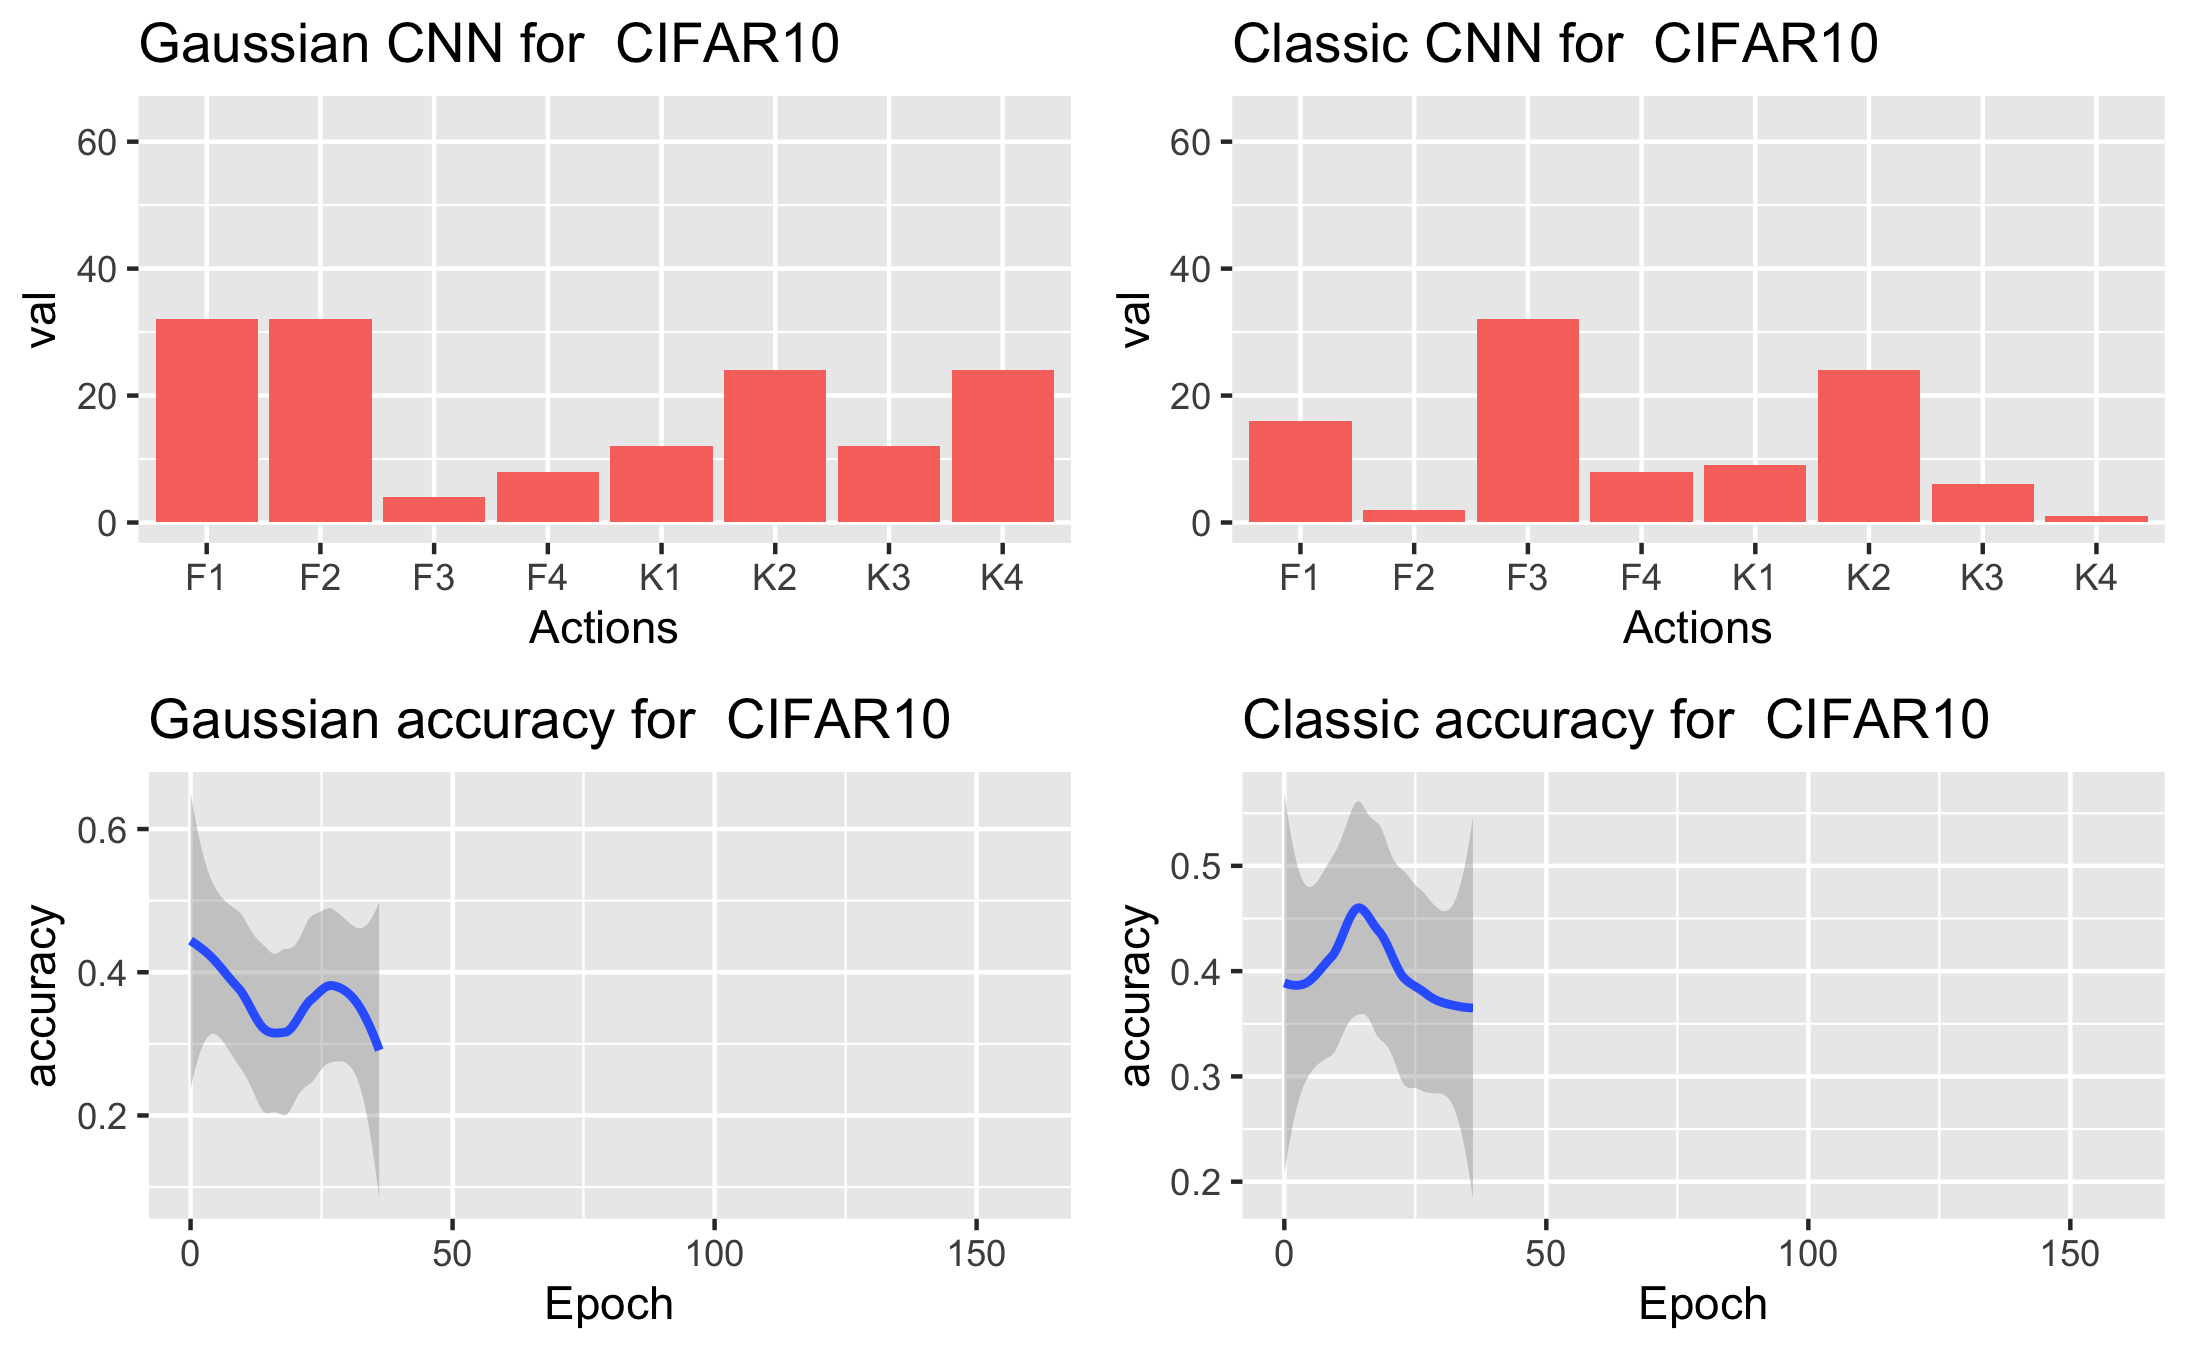 Gaussian CNN for  CIFAR10
60
40
20
0
val
F1 F2 F3 F4 K1 K2 K3 K4
Actions
Classic CNN for  CIFAR10
60
40
20
0
val
F1 F2 F3 F4 K1 K2 K3 K4
Actions
Gaussian accuracy for  CIFAR10
0.6
0.4
0.2
accuracy
0 50 100 150
Epoch
Classic accuracy for  CIFAR10
0.5
0.4
0.3
0.2
accuracy
0 50 100 150
Epoch